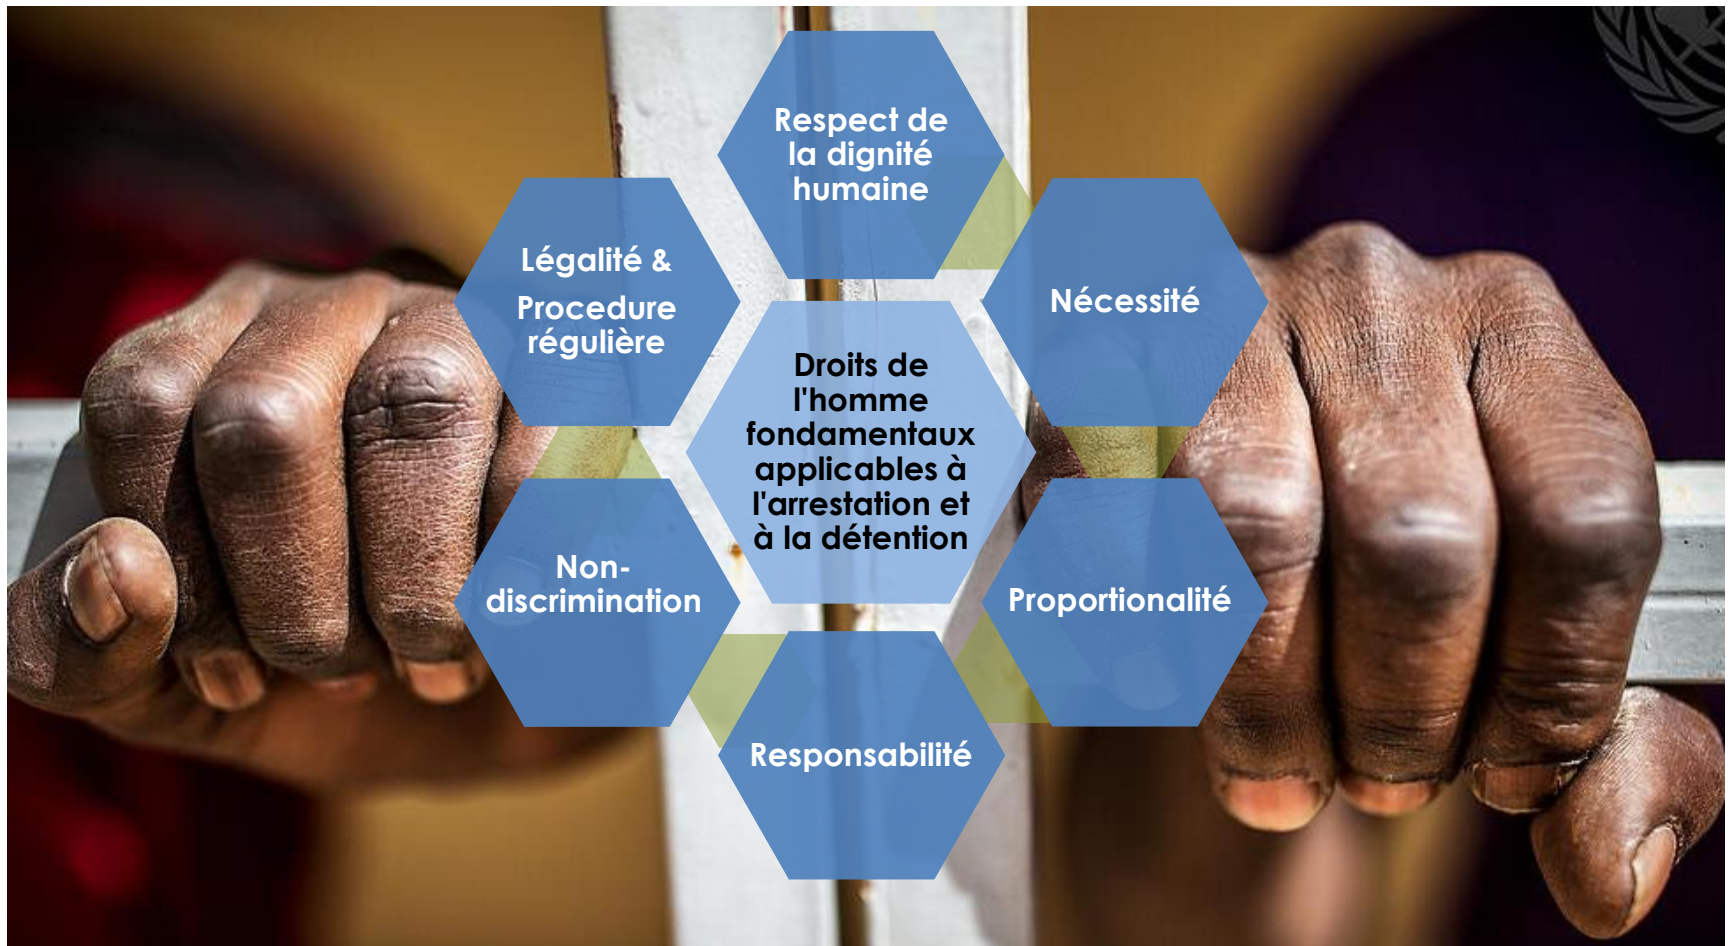 Respect de
la dignité
humaine
Nécessité
Proportionalité
Responsabilité
Non-
discrimination
Légalité &
Procedure
régulière
Droits de
l'homme
fondamentaux
applicables à
l'arrestation et
à la détention